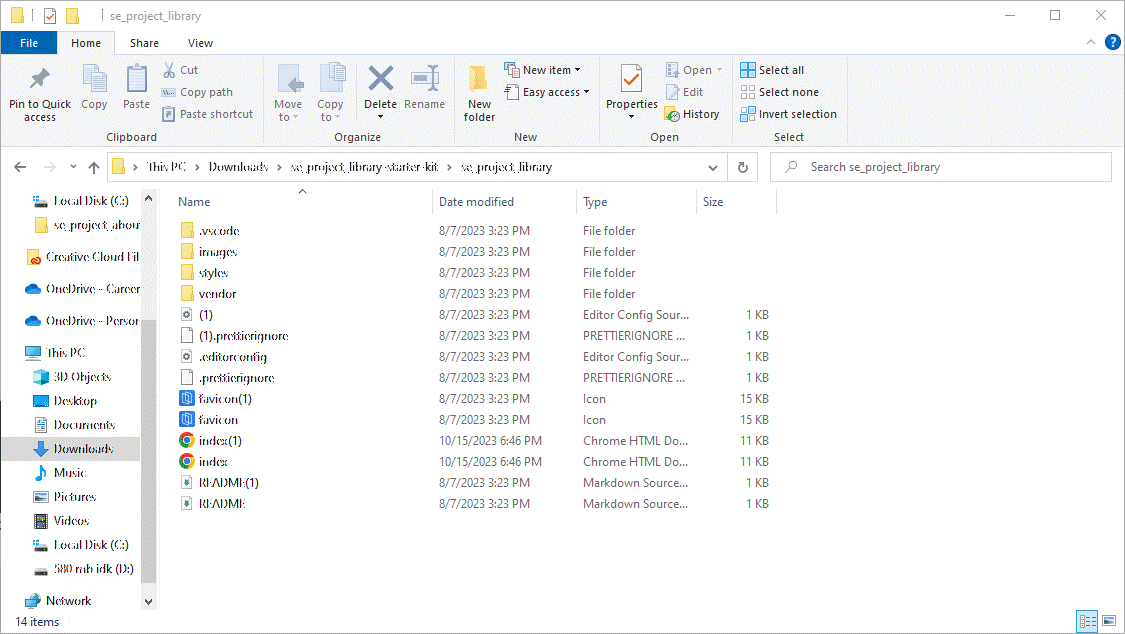 se_project_library
File Home Share View
Pin to Quick access
Copy
Paste
Cut
Copy path
Paste shortcut
Clipboard
Move to
Copy to
Delete
Rename
Organize
New folder
New item
Easy access
New
Properties
Open
Edit
History
Open
Select all
Select none
Invert selection
Select
This PC > Downloads > se_project_library-starter-kit > se_project_library
Search se_project_library
Local Disk (C:)
se_project_abou
Creative Cloud Fil
OneDrive - Career
OneDrive - Person
This PC
3D Objects
Desktop
Documents
Downloads
Music
Pictures
Videos
Local Disk (C:)
580 mb idk (D:)
Network
Name Date modified Type Size
.vscode 8/7/2023 3:23 PM File folder
images 8/7/2023 3:23 PM File folder
styles 8/7/2023 3:23 PM File folder
vendor 8/7/2023 3:23 PM File folder
(1) 8/7/2023 3:23 PM Editor Config Sour... 1 KB
(1).prettierignore 8/7/2023 3:23 PM PRETTIERIGNORE ... 1 KB
.editorconfig 8/7/2023 3:23 PM Editor Config Sour... 1 KB
.prettierignore 8/7/2023 3:23 PM PRETTIERIGNORE ... 1 KB
favicon(1) 8/7/2023 3:23 PM Icon 15 KB
favicon 8/7/2023 3:23 PM Icon 15 KB
index(1) 10/15/2023 6:46 PM Chrome HTML Do... 11 KB
index 10/15/2023 6:46 PM Chrome HTML Do... 11 KB
README(1) 8/7/2023 3:23 PM Markdown Source... 1 KB
README 8/7/2023 3:23 PM Markdown Source... 1 KB
14 items